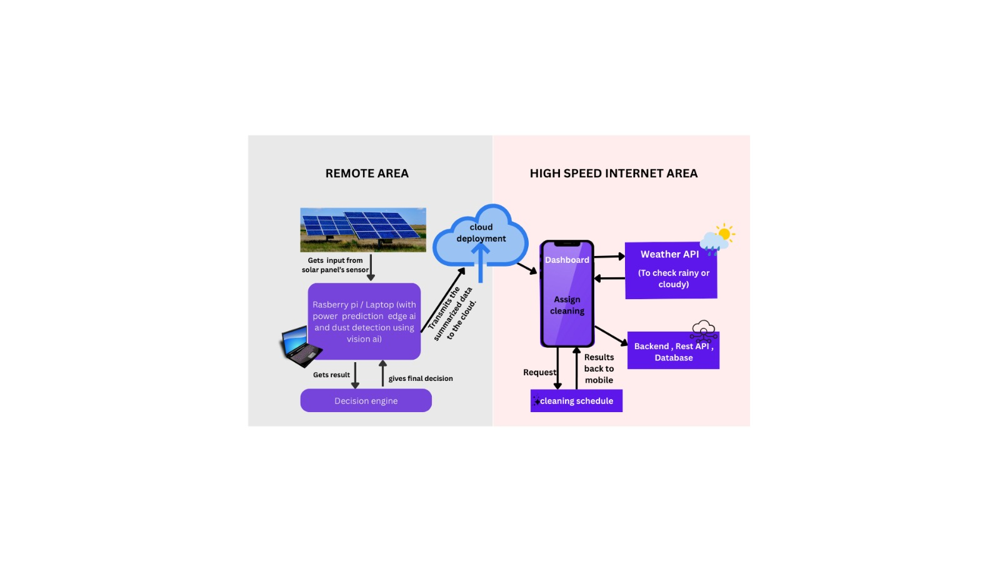 REMOTE AREA
HIGH SPEED INTERNET AREA
cloud
deployment
Gets  input from
solar panel's sensor
Rasberry pi / Laptop (with
power  prediction  edge ai
and dust detection using
vision ai)
Transmits the
summarized data
to the cloud.
Gets result
gives final decision
Decision engine
Dashboard
Assign
cleaning
Weather API
(To check rainy or
cloudy)
Backend , Rest API ,
Database
Request
Results
back to
mobile
cleaning schedule